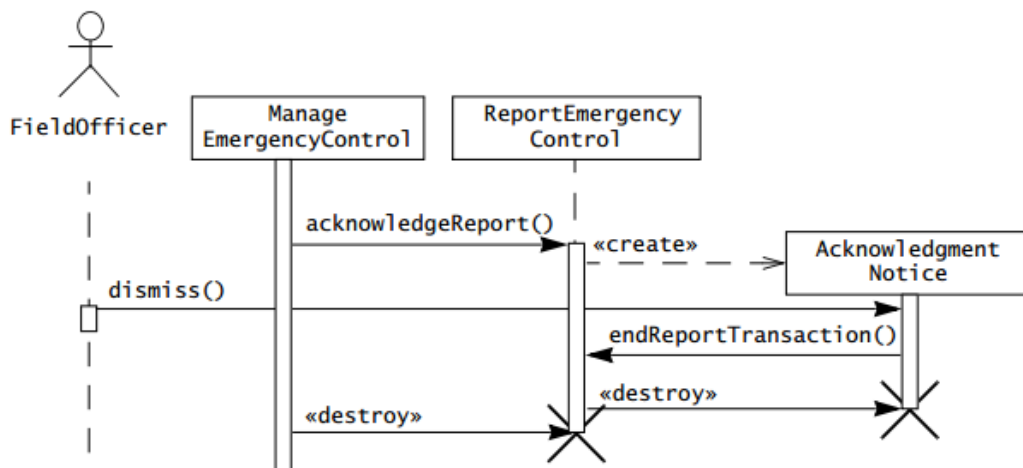 FieldOfficer
Manage
EmergencyControl
ReportEmergency
Control
acknowledgeReport()
«create»
Acknowledgment
Notice
dismiss()
endReportTransaction()
«destroy»
«destroy»